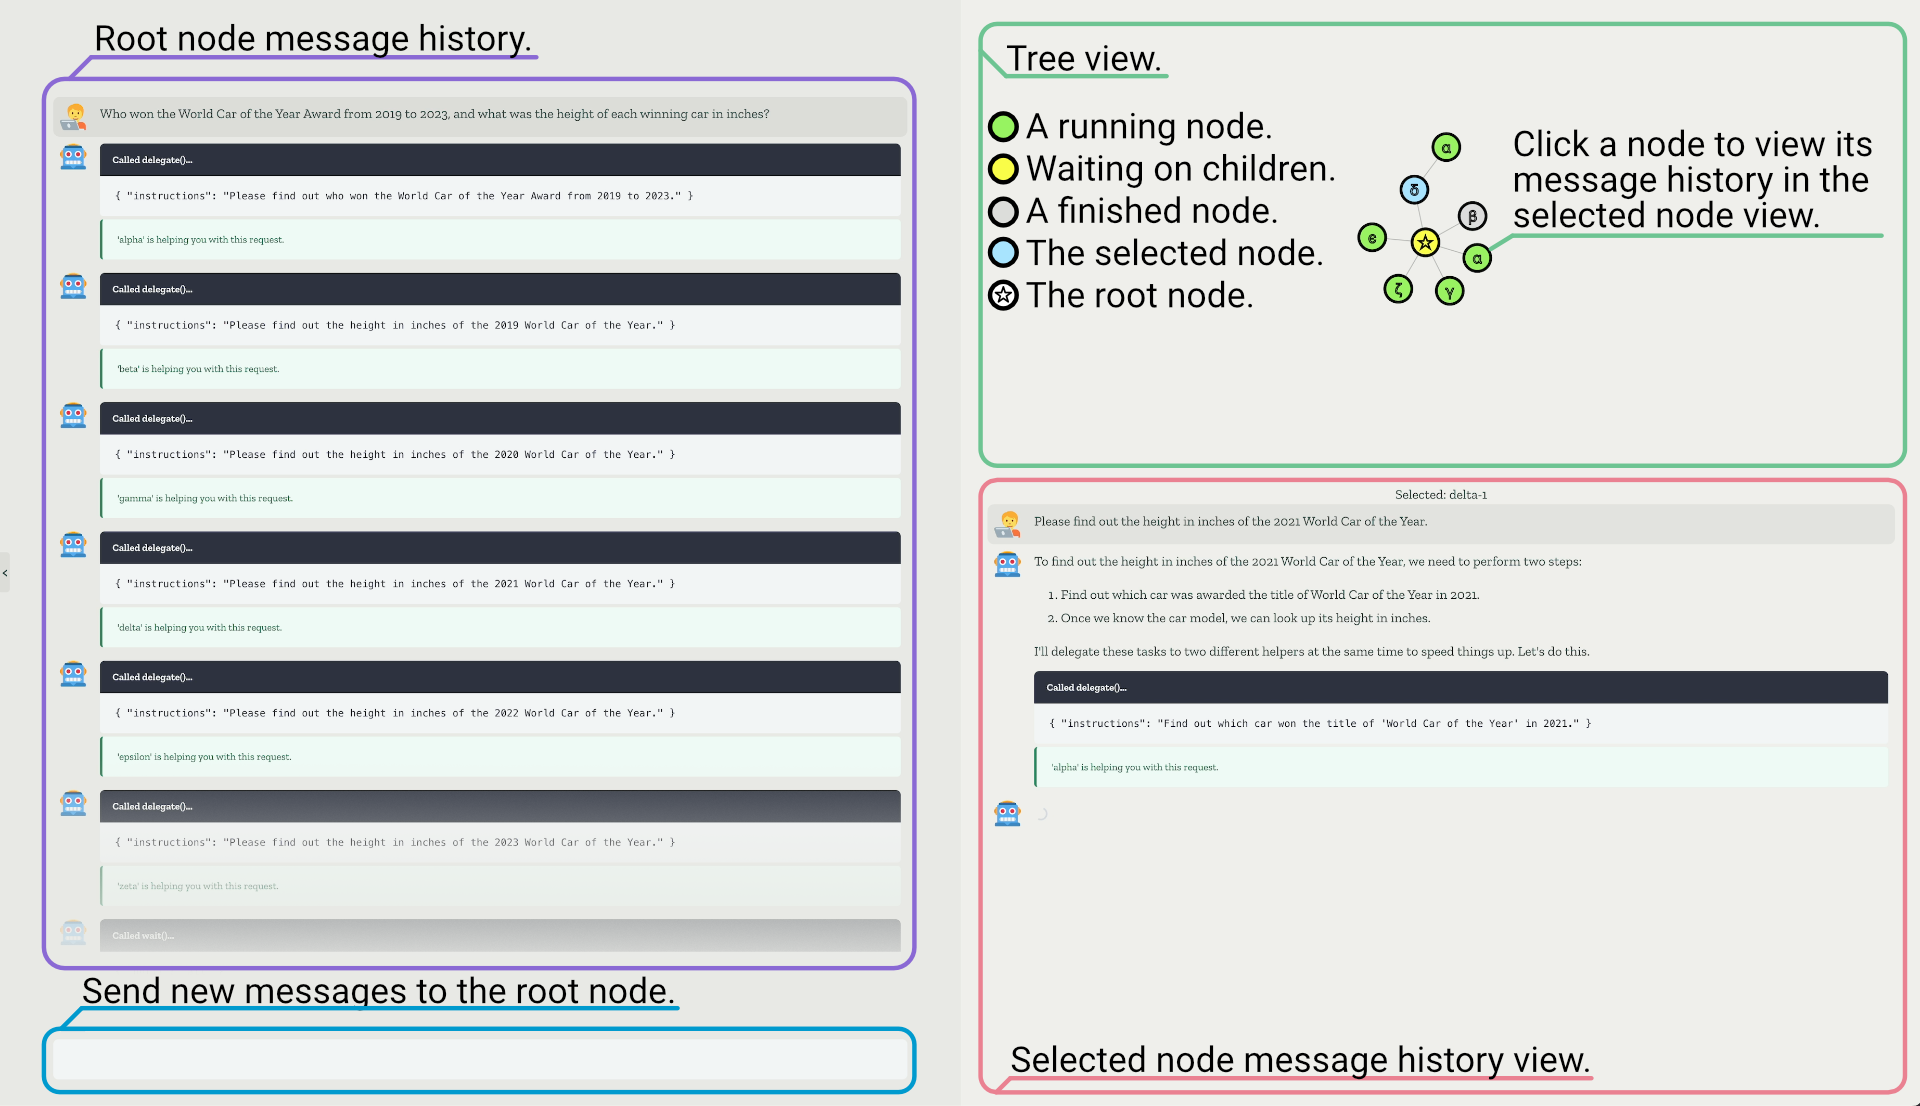 Root node message history.
Who won the World Car of the Year Award from 2019 to 2023, and what was the height of each winning car in inches?
Called delegate()...
{ "instructions": "Please find out who won the World Car of the Year Award from 2019 to 2023." }
'alpha' is helping you with this request.
Called delegate()...
{ "instructions": "Please find out the height in inches of the 2019 World Car of the Year." }
'beta' is helping you with this request.
Called delegate()...
{ "instructions": "Please find out the height in inches of the 2020 World Car of the Year." }
'gamma' is helping you with this request.
Called delegate()...
{ "instructions": "Please find out the height in inches of the 2021 World Car of the Year." }
'delta' is helping you with this request.
Called delegate()...
{ "instructions": "Please find out the height in inches of the 2022 World Car of the Year." }
'epsilon' is helping you with this request.
Called delegate()...
{ "instructions": "Please find out the height in inches of the 2023 World Car of the Year." }
'zeta' is helping you with this request.
Called wait()...
Send new messages to the root node.
Tree view.
A running node.
Waiting on children.
A finished node.
The selected node.
The root node.
α
δ
β
ε
α
ζ
γ
Click a node to view its
message history in the
selected node view.
Selected: delta-1
Please find out the height in inches of the 2021 World Car of the Year.
To find out the height in inches of the 2021 World Car of the Year, we need to perform two steps:
1. Find out which car was awarded the title of World Car of the Year in 2021.
2. Once we know the car model, we can look up its height in inches.
I'll delegate these tasks to two different helpers at the same time to speed things up. Let's do this.
Called delegate()...
{ "instructions": "Find out which car won the title of 'World Car of the Year' in 2021." }
'alpha' is helping you with this request.
Selected node message history view.